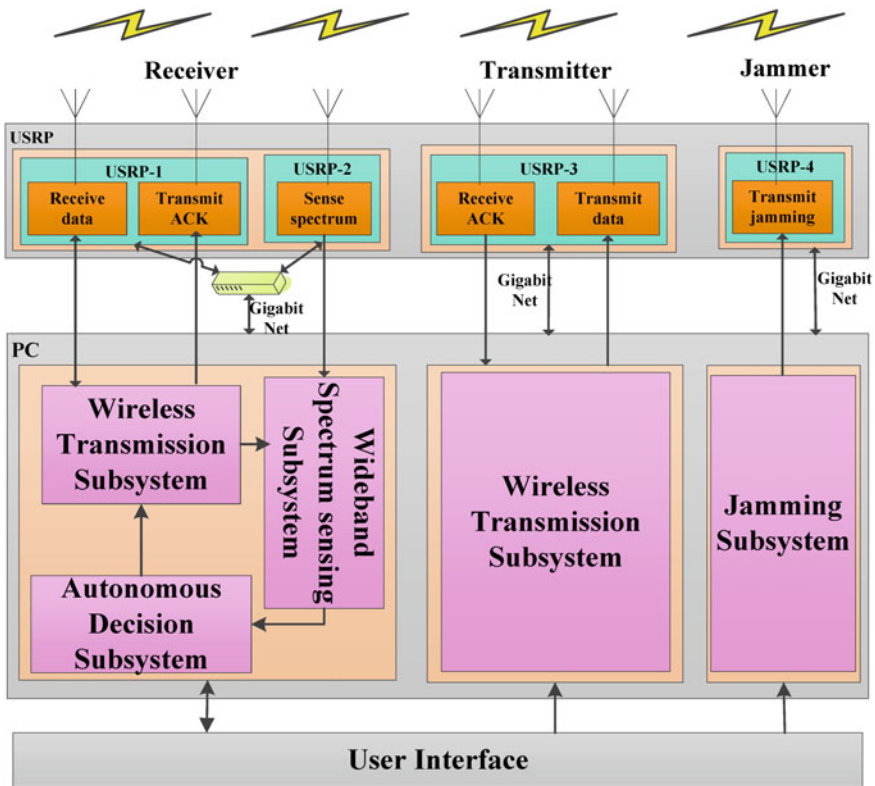 Receiver
Transmitter
Jammer
USRP
USRP-1
USRP-2
USRP-3
USRP-4
Receive
data
Transmit
ACK
Sense
spectrum
Receive
ACK
Transmit
data
Transmit
jamming
Gigabit
Net
Gigabit
Net
Gigabit
Net
PC
Wireless
Transmission
Subsystem
Wideband
Spectrum sensing
Subsystem
Autonomous
Decision
Subsystem
Wireless
Transmission
Subsystem
Jamming
Subsystem
User Interface